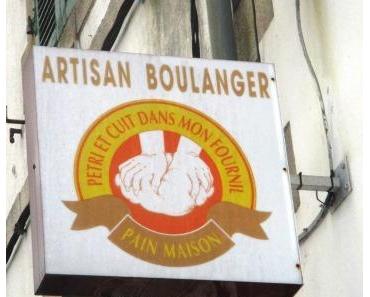 ARTISAN BOULANGER
PETRI ET CUIT DANS MON FOURNIL
PAIN MAISON